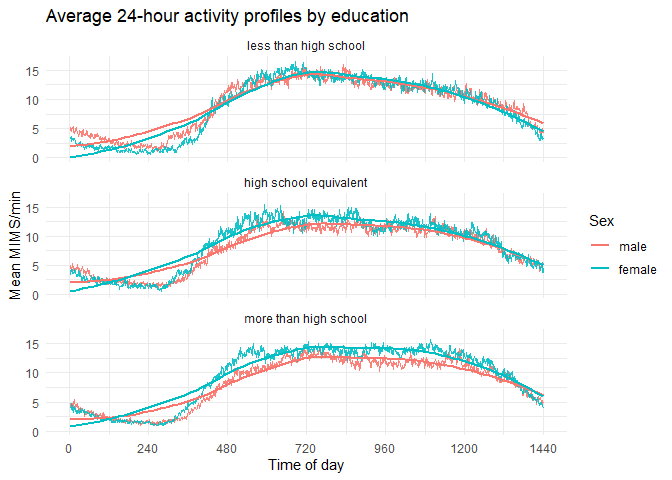 Average 24-hour activity profiles by education
less than high school
15
10
5
0
high school equivalent
15
10
5
0
more than high school
15
10
5
0
0 240 480 720 960 1200 1440
Time of day
Mean MIMS/min
Sex
male
female